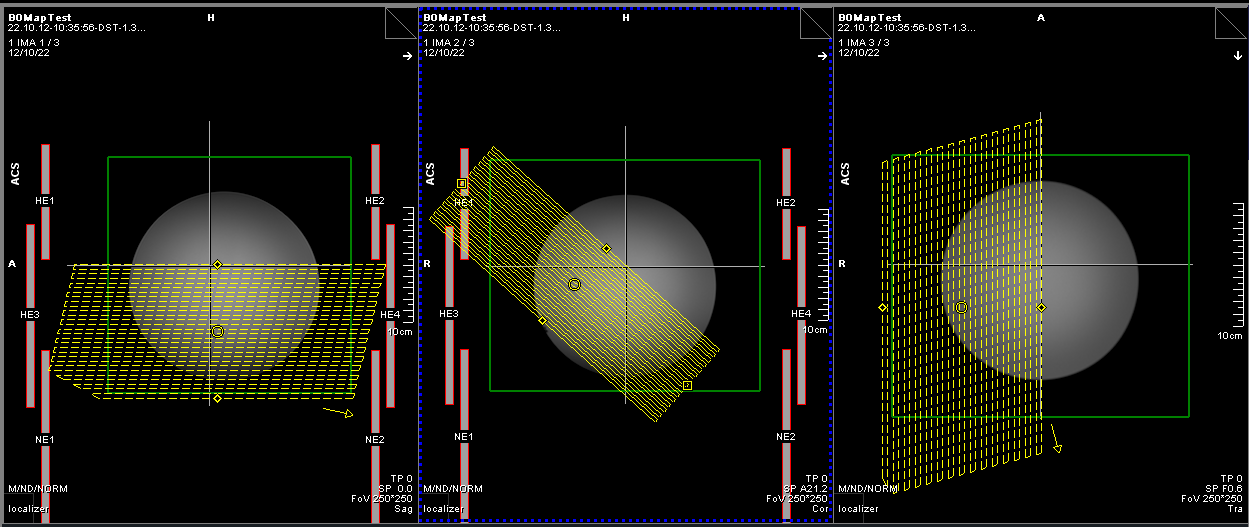 B0MapTest
22.10.12-10:35:56-DST-1.3...
1 IMA 1 / 3
12/10/22
H
ACS
A
HE1
HE2
HE3
HE4
10cm
NE1
NE2
TP 0
M/ND/NORM
SP 0.0
FoV 250*250
localizer
Sag
B0MapTest
22.10.12-10:35:56-DST-1.3...
1 IMA 2 / 3
12/10/22
H
ACS
R
HE1
HE2
HE3
HE4
10cm
NE1
NE2
TP 0
M/ND/NORM
SP A21.2
FoV 250*250
localizer
Cor
B0MapTest
22.10.12-10:35:56-DST-1.3...
1 IMA 3 / 3
12/10/22
A
ACS
R
10cm
TP 0
M/ND/NORM
SP F0.6
FoV 250*250
localizer
Tra